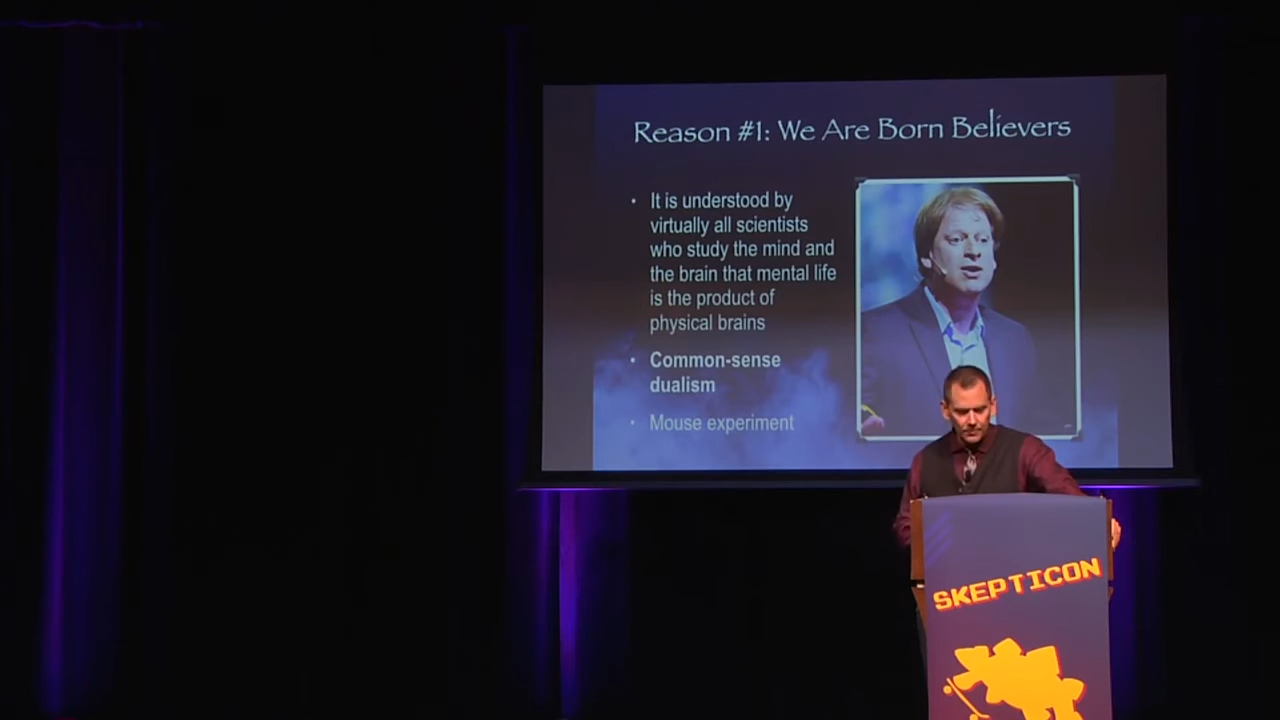 Reason #1: We Are Born Believers
• It is understood by
virtually all scientists
who study the mind and
the brain that mental life
is the product of
physical brains
• Common-sense
dualism
• Mouse experiment
SKEPTICON